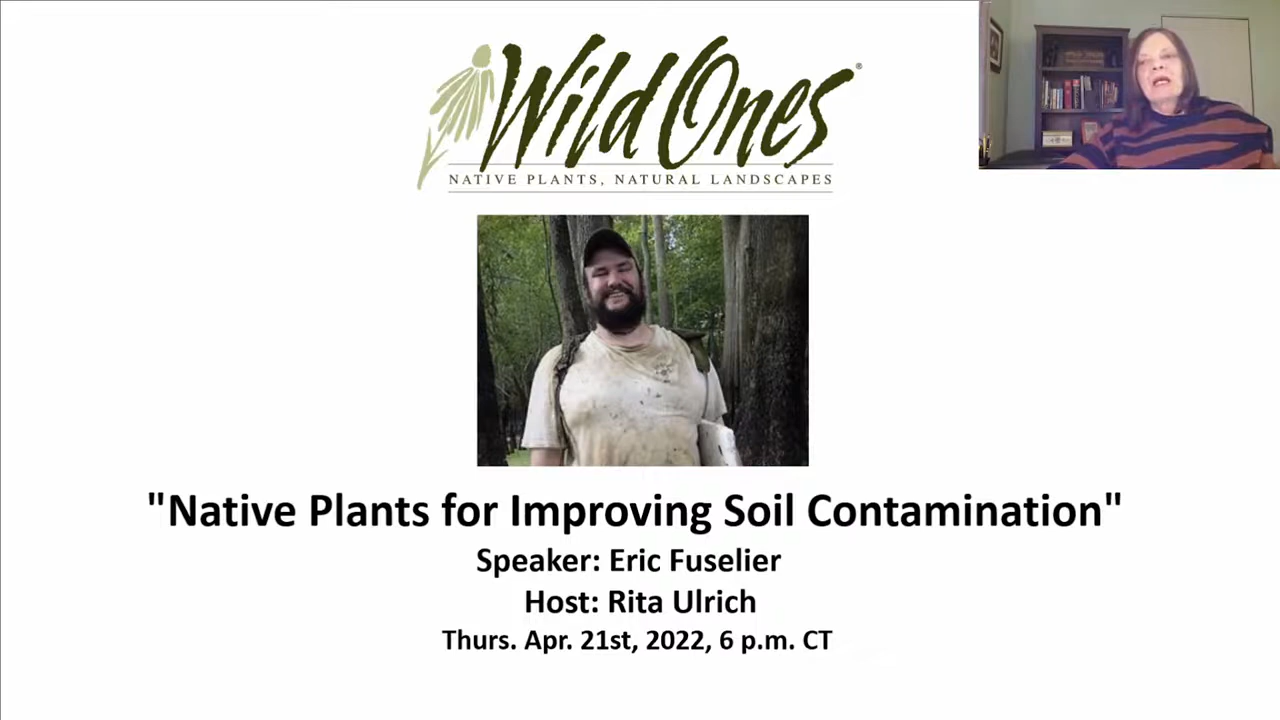 Wild Ones®
NATIVE PLANTS, NATURAL LANDSCAPES
"Native Plants for Improving Soil Contamination"
Speaker: Eric Fuselier
Host: Rita Ulrich
Thurs. Apr. 21st, 2022, 6 p.m. CT